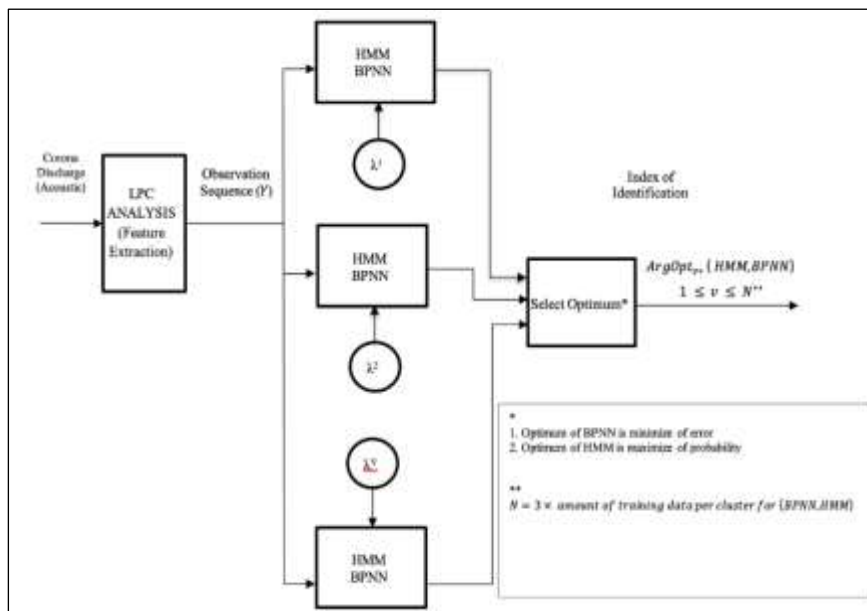 HMM
BPNN
λ¹
Corona
Discharge
(Acoustic)
LPC
ANALYSIS
(Feature
Extraction)
Observation
Sequence (Y)
HMM
BPNN
λ²
Index of
Identification
Select Optimum*
ArgOpt (HMM,BPNN)
1 ≤ v ≤ N**
*
1. Optimum of BPNN is minimize of error
2. Optimum of HMM is maximize of probability
**
N = 3 × amount of training data per cluster for (BPNN,HMM)
HMM
BPNN